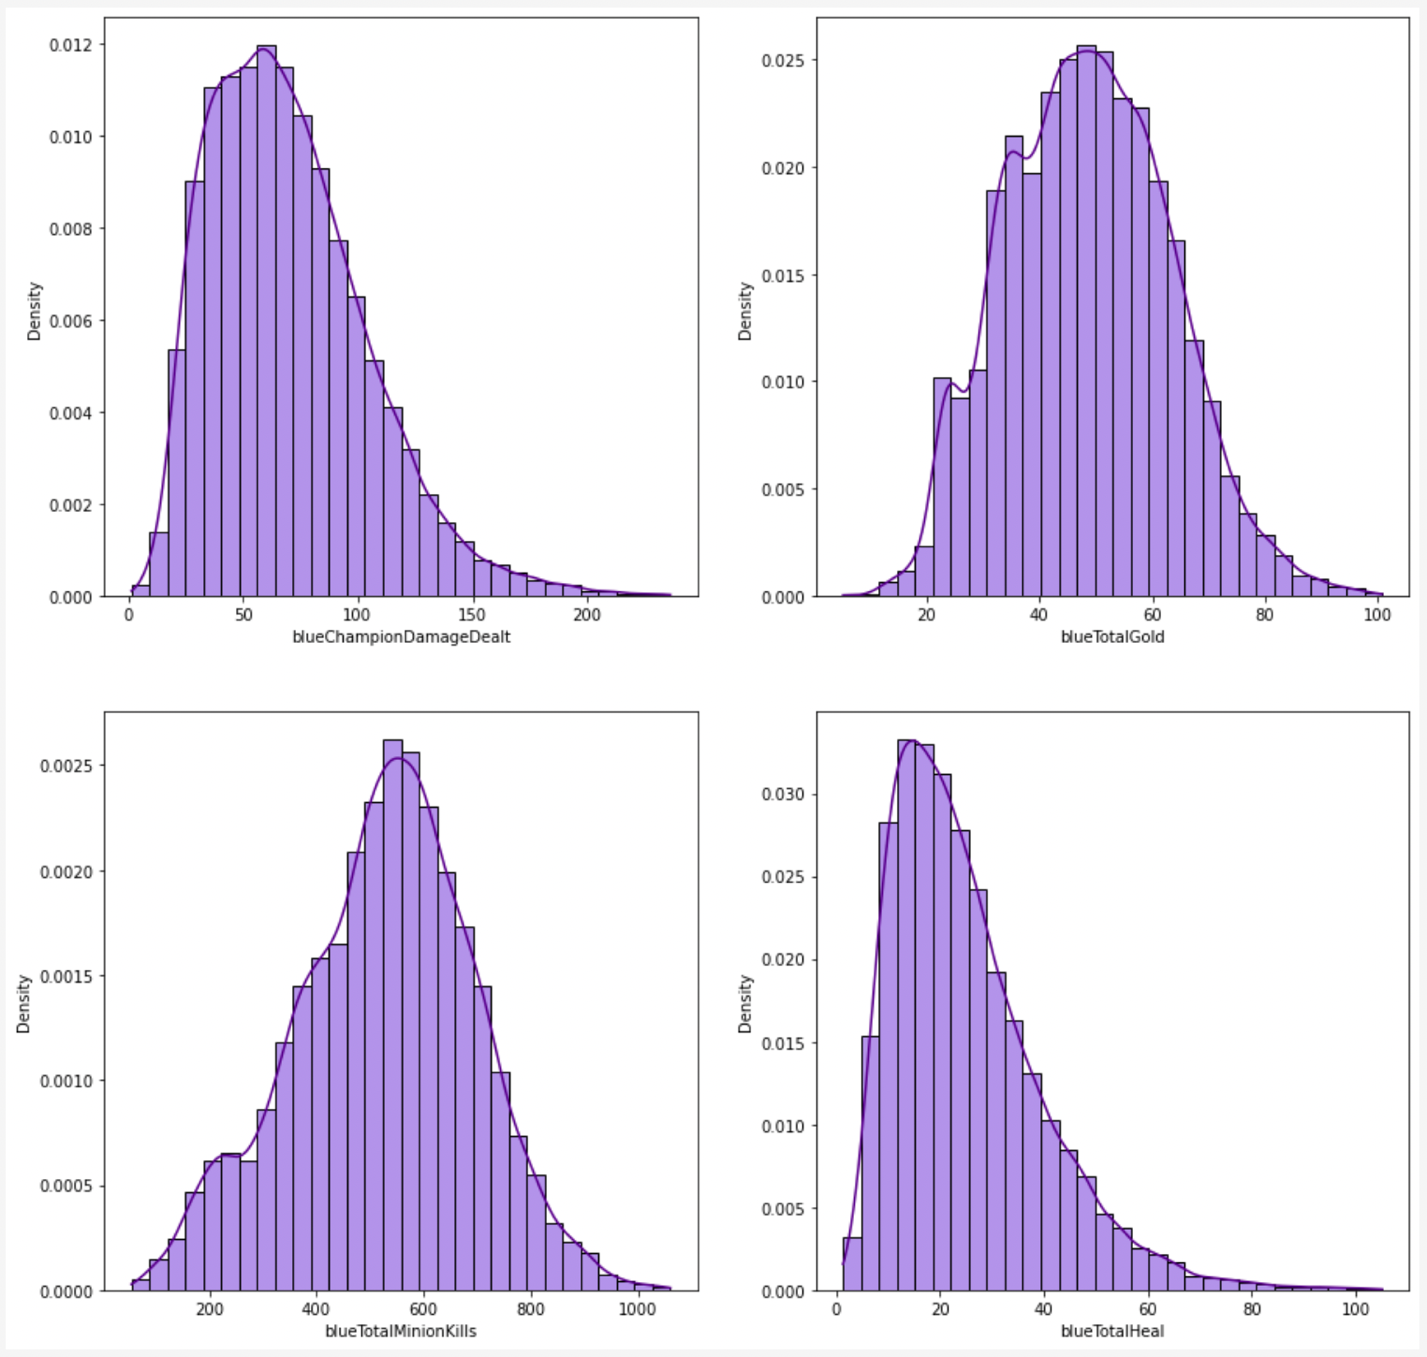 0.012
0.010
0.008
0.006
0.004
0.002
0.000
Density
0 50 100 150 200
blueChampionDamageDealt
0.025
0.020
0.015
0.010
0.005
0.000
Density
20 40 60 80 100
blueTotalGold
0.0025
0.0020
0.0015
0.0010
0.0005
0.0000
Density
200 400 600 800 1000
blueTotalMinionKills
0.030
0.025
0.020
0.015
0.010
0.005
0.000
Density
0 20 40 60 80 100
blueTotalHeal